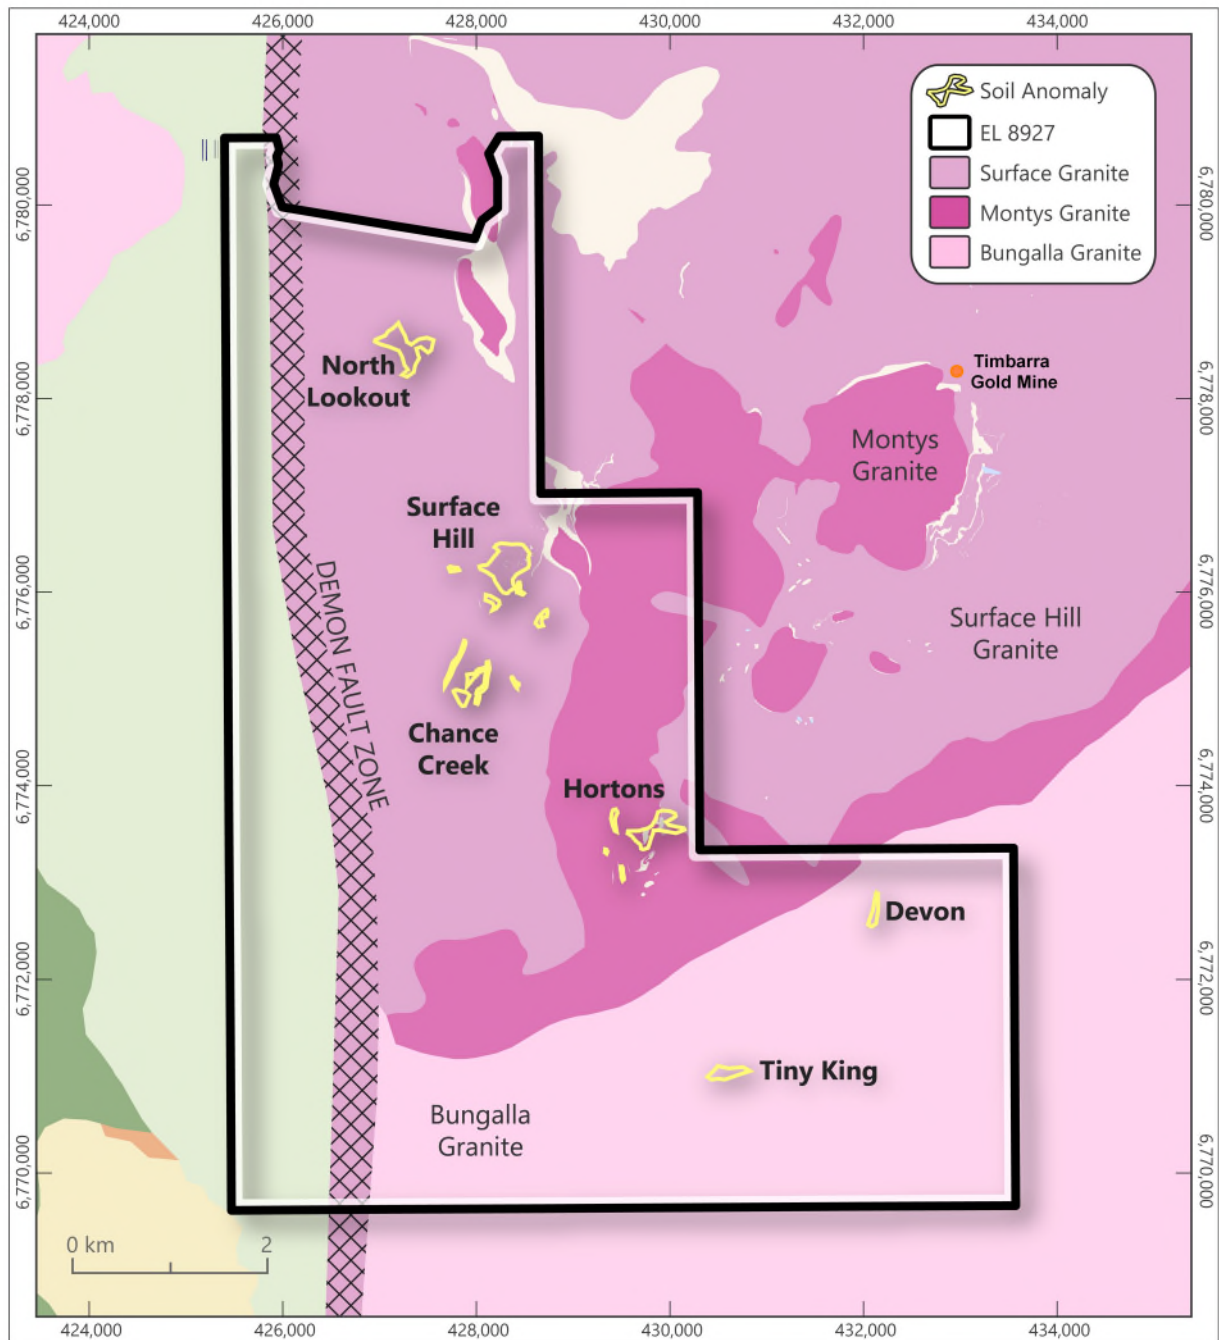 424,000 426,000 428,000 430,000 432,000 434,000
Soil Anomaly
EL 8927
Surface Granite
Montys Granite
Bungalla Granite
6,780,000
6,780,000
North
Lookout
Timbarra
Gold Mine
6,778,000
6,778,000
Montys
Granite
Surface
Hill
6,776,000
6,776,000
DEMON FAULT ZONE
Surface Hill
Granite
Chance
Creek
6,774,000
6,774,000
Hortons
Devon
6,772,000
6,772,000
Tiny King
Bungalla
Granite
6,770,000
6,770,000
0 km 2
424,000 426,000 428,000 430,000 432,000 434,000